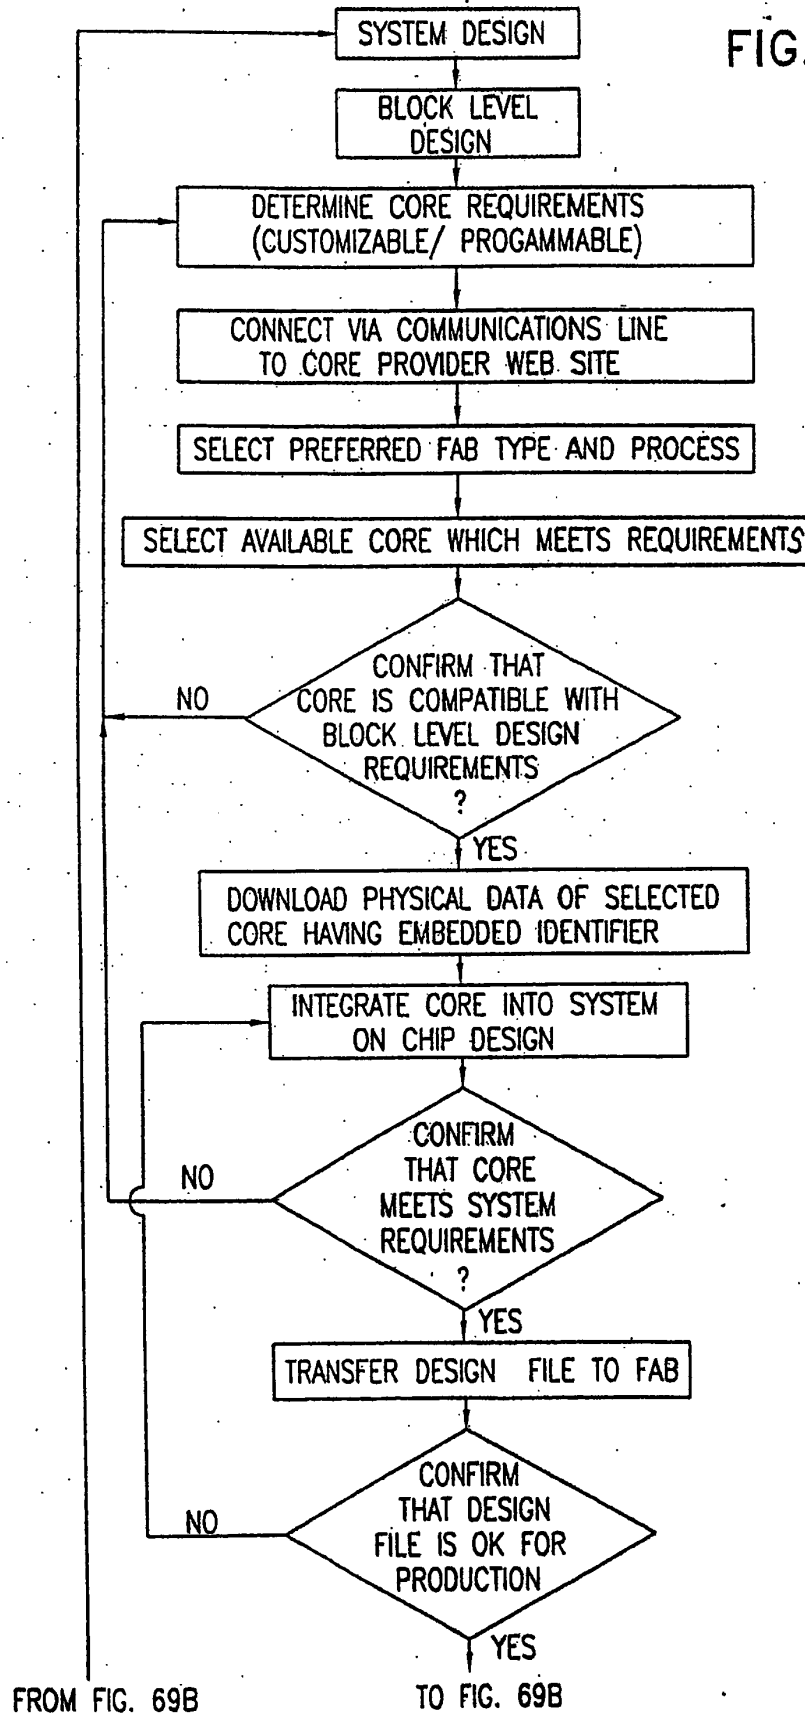 SYSTEM DESIGN
FIG.
BLOCK LEVEL
DESIGN
DETERMINE CORE REQUIREMENTS
(CUSTOMIZABLE/ PROGAMMABLE)
CONNECT VIA COMMUNICATIONS LINE
TO CORE PROVIDER WEB SITE
SELECT PREFERRED FAB TYPE AND PROCESS
SELECT AVAILABLE CORE WHICH MEETS REQUIREMENTS
CONFIRM THAT
CORE IS COMPATIBLE WITH
BLOCK LEVEL DESIGN
REQUIREMENTS
?
NO
YES
DOWNLOAD PHYSICAL DATA OF SELECTED
CORE HAVING EMBEDDED IDENTIFIER
INTEGRATE CORE INTO SYSTEM
ON CHIP DESIGN
CONFIRM
THAT CORE
MEETS SYSTEM
REQUIREMENTS
?
NO
YES
TRANSFER DESIGN FILE TO FAB
CONFIRM
THAT DESIGN
FILE IS OK FOR
PRODUCTION
NO
YES
FROM FIG. 69B
TO FIG. 69B